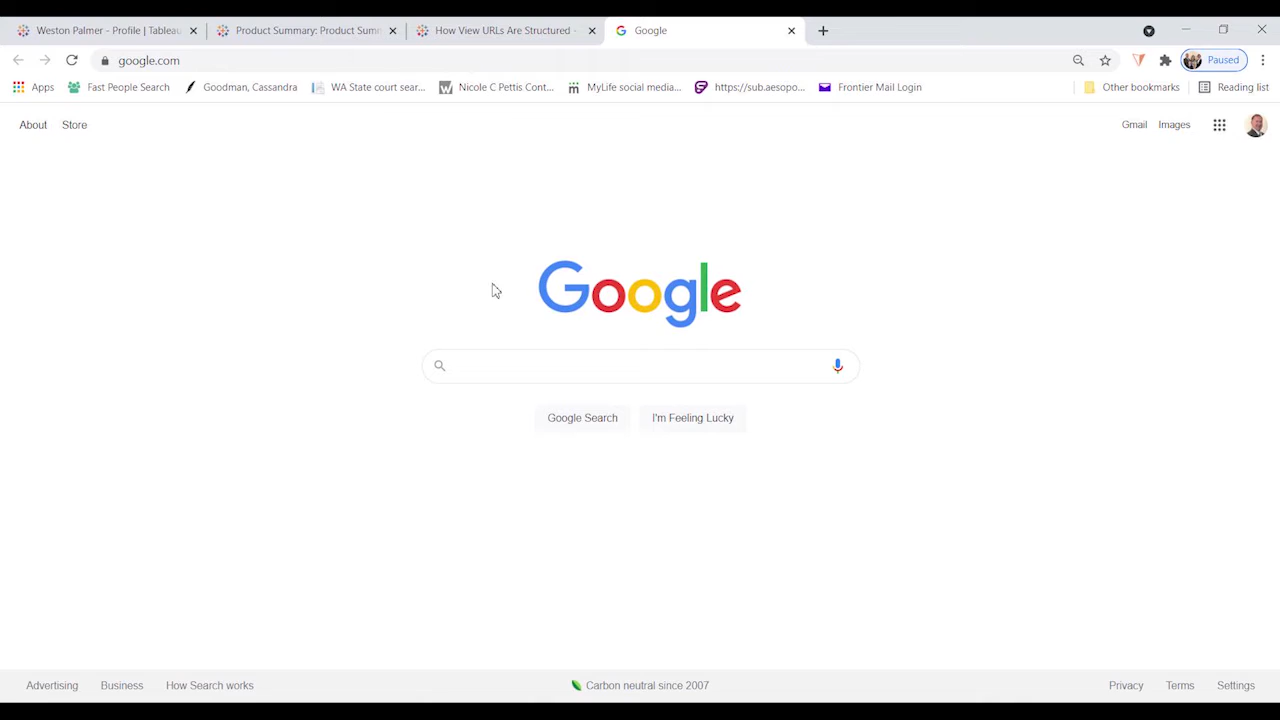 Weston Palmer - Profile | Tableau
Product Summary: Product Summ
How View URLs Are Structured -
Google
google.com
Paused
Apps
Fast People Search
Goodman, Cassandra
WA State court sear...
Nicole C Pettis Cont...
MyLife social media...
https://sub.aesopo...
Frontier Mail Login
Other bookmarks
Reading list
About
Store
Gmail
Images
Google
Google Search
I'm Feeling Lucky
Advertising
Business
How Search works
Carbon neutral since 2007
Privacy
Terms
Settings